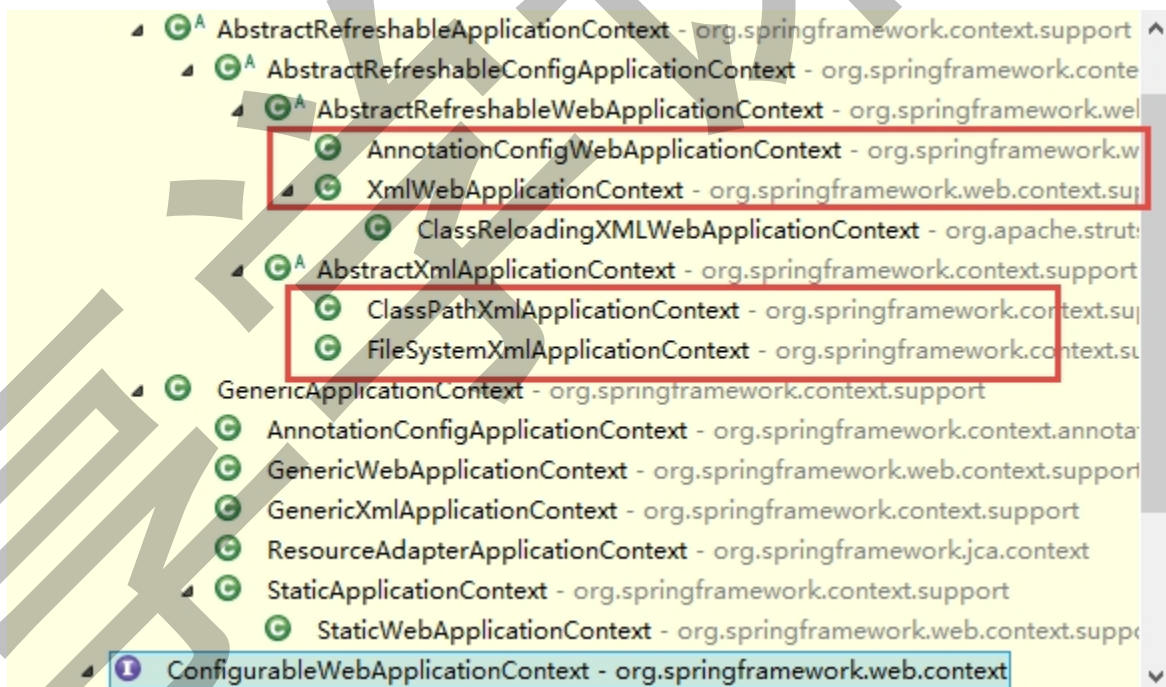 AbstractRefreshableApplicationContext - org.springframework.context.support
AbstractRefreshableConfigApplicationContext - org.springframework.conte
AbstractRefreshableWebApplicationContext - org.springframework.wel
AnnotationConfigWebApplicationContext - org.springframework.w
XmlWebApplicationContext - org.springframework.web.context.su
ClassReloadingXMLWebApplicationContext - org.apache.struts
AbstractXmlApplicationContext - org.springframework.context.support
ClassPathXmlApplicationContext - org.springframework.context.su
FileSystemXmlApplicationContext - org.springframework.context.su
GenericApplicationContext - org.springframework.context.support
AnnotationConfigApplicationContext - org.springframework.context.annota
GenericWebApplicationContext - org.springframework.web.context.support
GenericXmlApplicationContext - org.springframework.context.support
ResourceAdapterApplicationContext - org.springframework.jca.context
StaticApplicationContext - org.springframework.context.support
StaticWebApplicationContext - org.springframework.web.context.suppo
ConfigurableWebApplicationContext - org.springframework.web.context